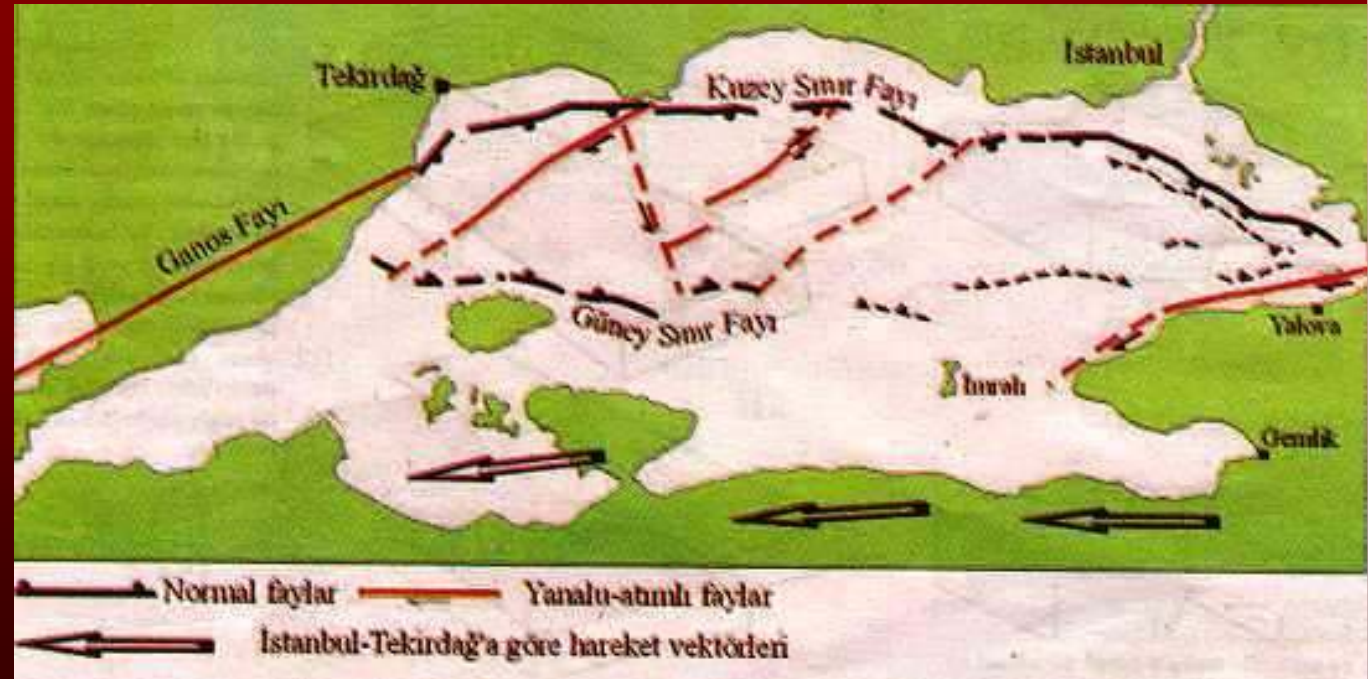 İstanbul
Tekirdağ
Kuzey Sınır Fayı
Ganos Fayı
Güney Sınır Fayı
Yalova
İmralı
Gemlik
Normal faylar
Yanalu-atımlı faylar
İstanbul-Tekirdağ'a göre hareket vektörleri